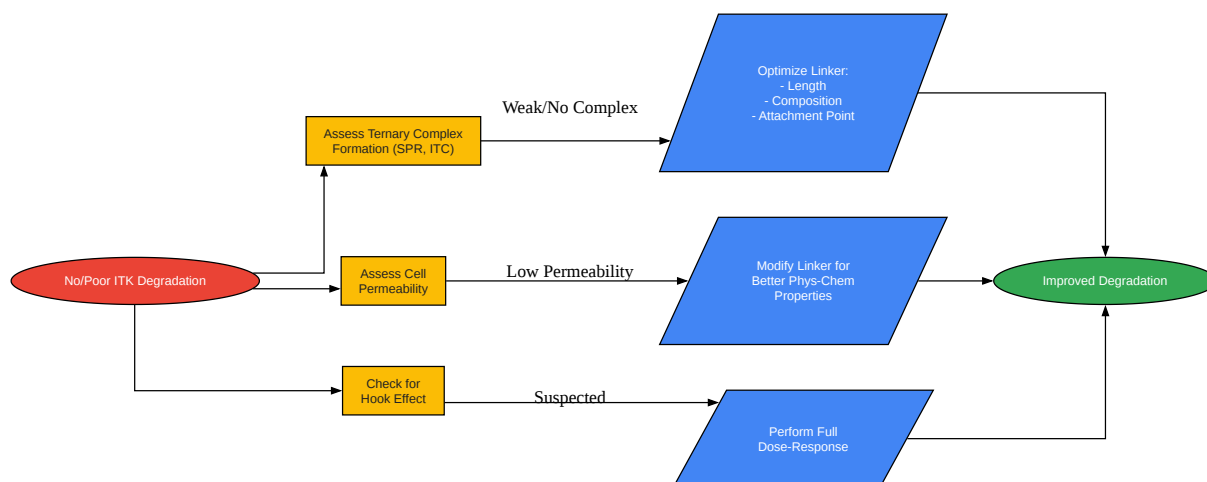 No/Poor ITK Degradation
Assess Ternary Complex
Formation (SPR, ITC)
Weak/No Complex
Optimize Linker:
- Length
- Composition
- Attachment Point
Assess Cell
Permeability
Low Permeability
Modify Linker for
Better Phys-Chem
Properties
Check for
Hook Effect
Suspected
Perform Full
Dose-Response
Improved Degradation